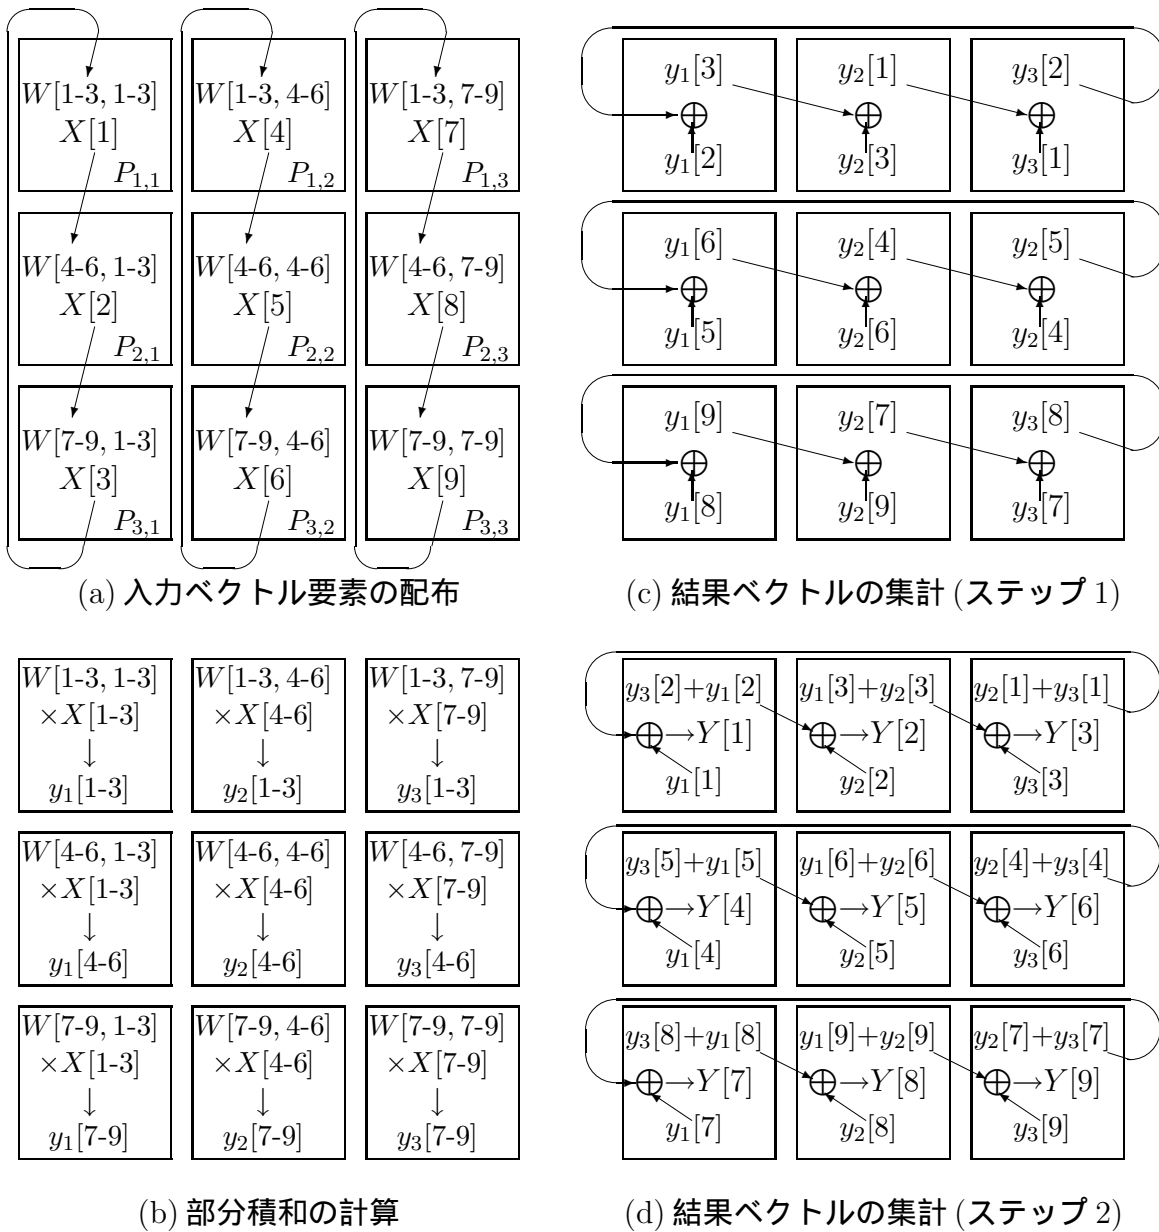 W[1-3, 1-3] W[1-3, 4-6] W[1-3, 7-9]
X[1] X[4] X[7]
P1,1 P1,2 P1,3
W[4-6, 1-3] W[4-6, 4-6] W[4-6, 7-9]
X[2] X[5] X[8]
P2,1 P2,2 P2,3
W[7-9, 1-3] W[7-9, 4-6] W[7-9, 7-9]
X[3] X[6] X[9]
P3,1 P3,2 P3,3
(a) 入力ベクトル要素の配布
y1[3] y2[1] y3[2]
⊕ ⊕ ⊕
y1[2] y2[3] y3[1]
y1[6] y2[4] y2[5]
⊕ ⊕ ⊕
y1[5] y2[6] y2[4]
y1[9] y2[7] y3[8]
⊕ ⊕ ⊕
y1[8] y2[9] y3[7]
(c) 結果ベクトルの集計 (ステップ 1)
W[1-3, 1-3] W[1-3, 4-6] W[1-3, 7-9]
×X[1-3] ×X[4-6] ×X[7-9]
↓ ↓ ↓
y1[1-3] y2[1-3] y3[1-3]
W[4-6, 1-3] W[4-6, 4-6] W[4-6, 7-9]
×X[1-3] ×X[4-6] ×X[7-9]
↓ ↓ ↓
y1[4-6] y2[4-6] y3[4-6]
W[7-9, 1-3] W[7-9, 4-6] W[7-9, 7-9]
×X[1-3] ×X[4-6] ×X[7-9]
↓ ↓ ↓
y1[7-9] y2[7-9] y3[7-9]
(b) 部分積和の計算
y3[2]+y1[2] y1[3]+y2[3] y2[1]+y3[1]
⊕→Y[1] ⊕→Y[2] ⊕→Y[3]
y1[1] y2[2] y3[3]
y3[5]+y1[5] y1[6]+y2[6] y2[4]+y3[4]
⊕→Y[4] ⊕→Y[5] ⊕→Y[6]
y1[4] y2[5] y3[6]
y3[8]+y1[8] y1[9]+y2[9] y2[7]+y3[7]
⊕→Y[7] ⊕→Y[8] ⊕→Y[9]
y1[7] y2[8] y3[9]
(d) 結果ベクトルの集計 (ステップ 2)